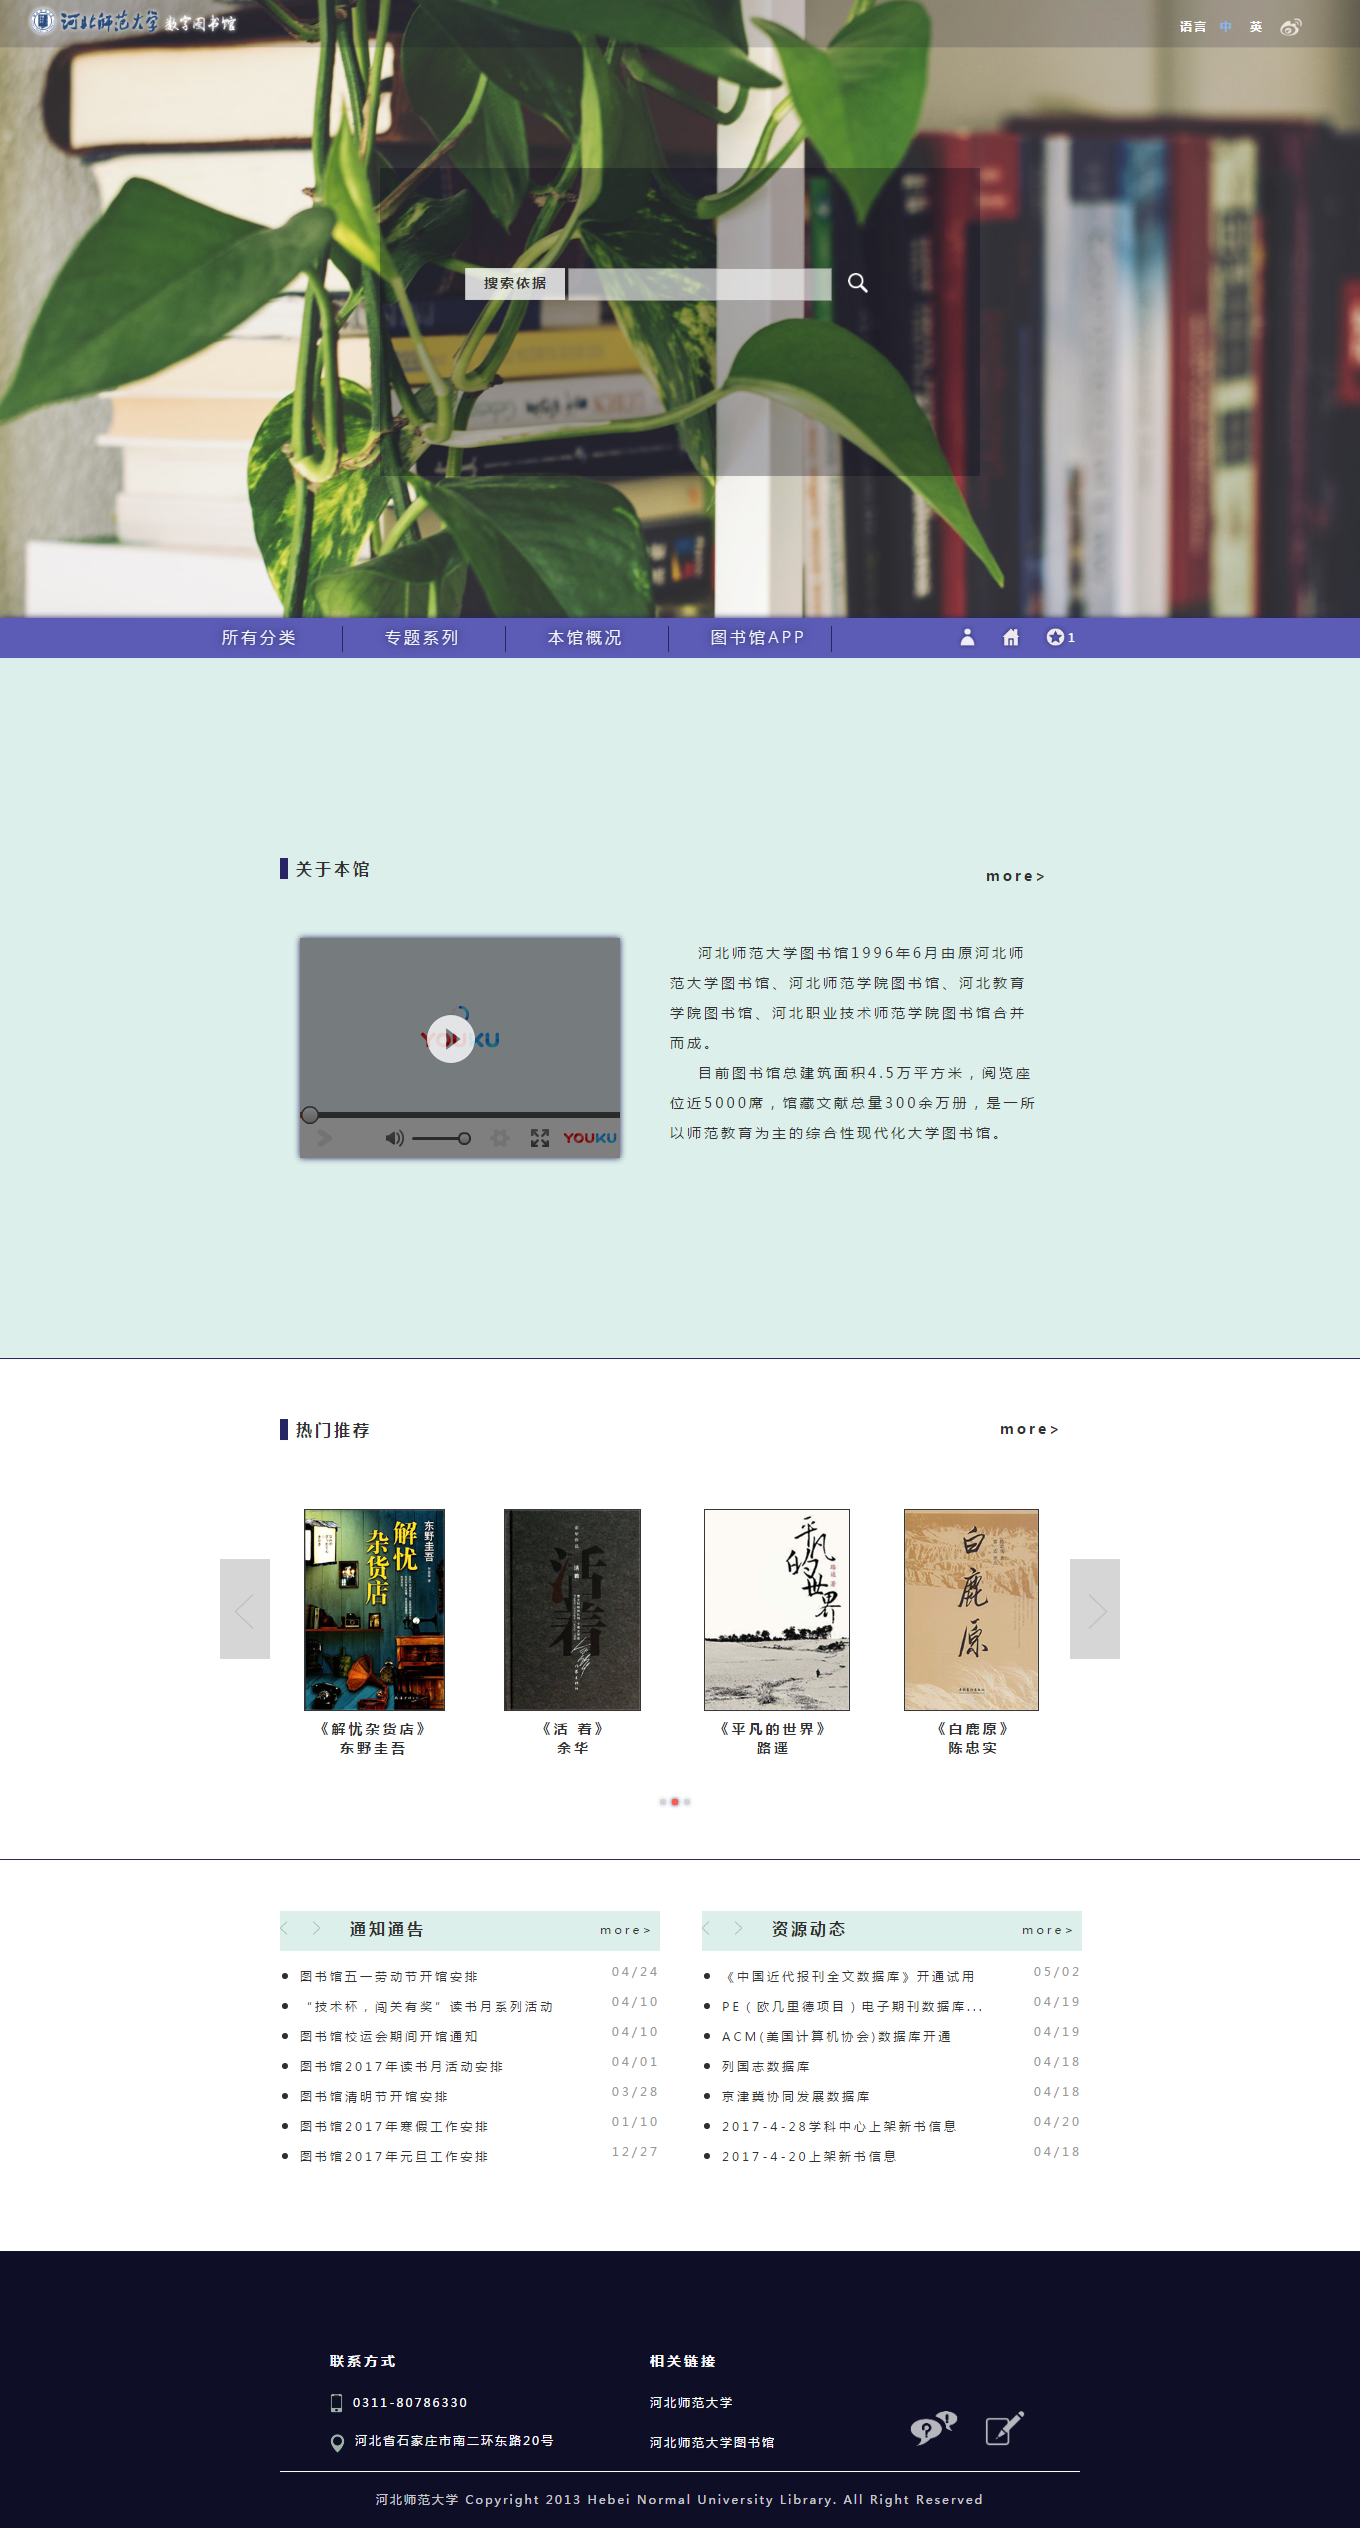 河北师范大学 数字图书馆
语言 中 英
搜索依据
所有分类 专题系列 本馆概况 图书馆APP 1
关于本馆
more>
YOUKU
YOUKU
河北师范大学图书馆1996年6月由原河北师
范大学图书馆、河北师范学院图书馆、河北教育
学院图书馆、河北职业技术师范学院图书馆合并
而成。
目前图书馆总建筑面积4.5万平方米，阅览座
位近5000席，馆藏文献总量300余万册，是一所
以师范教育为主的综合性现代化大学图书馆。
热门推荐
more>
解忧
杂货店
东野圭吾
活着
平凡
的世界
路遥 著
白鹿原
《解忧杂货店》
东野圭吾
《活 着》
余华
《平凡的世界》
路遥
《白鹿原》
陈忠实
通知通告 more>
图书馆五一劳动节开馆安排 04/24
“技术杯，闯关有奖”读书月系列活动 04/10
图书馆校运会期间开馆通知 04/10
图书馆2017年读书月活动安排 04/01
图书馆清明节开馆安排 03/28
图书馆2017年寒假工作安排 01/10
图书馆2017年元旦工作安排 12/27
资源动态 more>
《中国近代报刊全文数据库》开通试用 05/02
PE（欧几里德项目）电子期刊数据库... 04/19
ACM(美国计算机协会)数据库开通 04/19
列国志数据库 04/18
京津冀协同发展数据库 04/18
2017-4-28学科中心上架新书信息 04/20
2017-4-20上架新书信息 04/18
联系方式
0311-80786330
河北省石家庄市南二环东路20号
相关链接
河北师范大学
河北师范大学图书馆
河北师范大学 Copyright 2013 Hebei Normal University Library. All Right Reserved